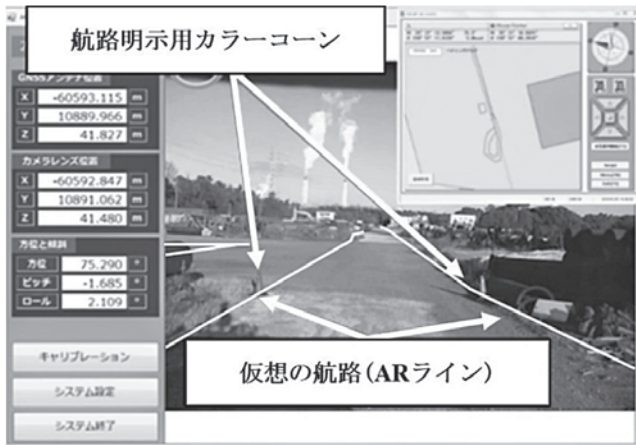 航路明示用カラーコーン
GNSSアンテナ位置
X -60593.115 m
Y 10889.966 m
Z 41.827 m
カメラレンズ位置
X -60592.847 m
Y 10891.062 m
Z 41.480 m
方位と傾斜
方位 75.290 °
ピッチ -1.685 °
ロール 2.109 °
キャリブレーション
システム設定
システム終了
仮想の航路（ARライン）